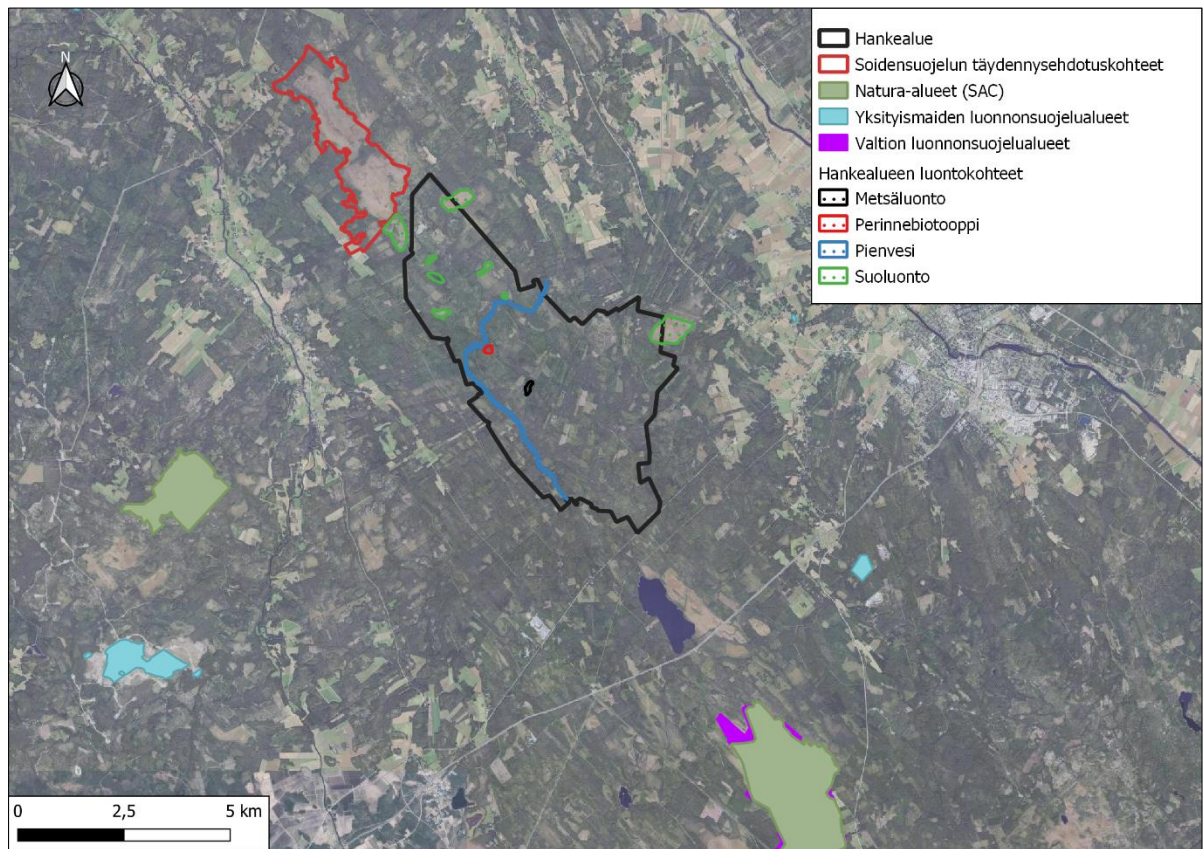 N
Hankealue
Soidensuojelun täydennysehdotuskohteet
Natura-alueet (SAC)
Yksityismaiden luonnonsuojelualueet
Valtion luonnonsuojelualueet
Hankealueen luontokohteet
Metsäluonto
Perinnebiotooppi
Pienvesi
Suoluonto
0 2,5 5 km